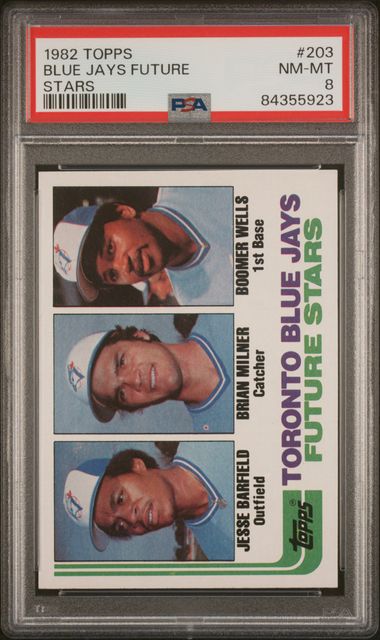 1982 TOPPS #203
BLUE JAYS FUTURE NM-MT
STARS 8
PSA 84355923
JESSE BARFIELD
Outfield
BRIAN MILNER
Catcher
BOOMER WELLS
1st Base
TORONTO BLUE JAYS
FUTURE STARS
TOPPS®